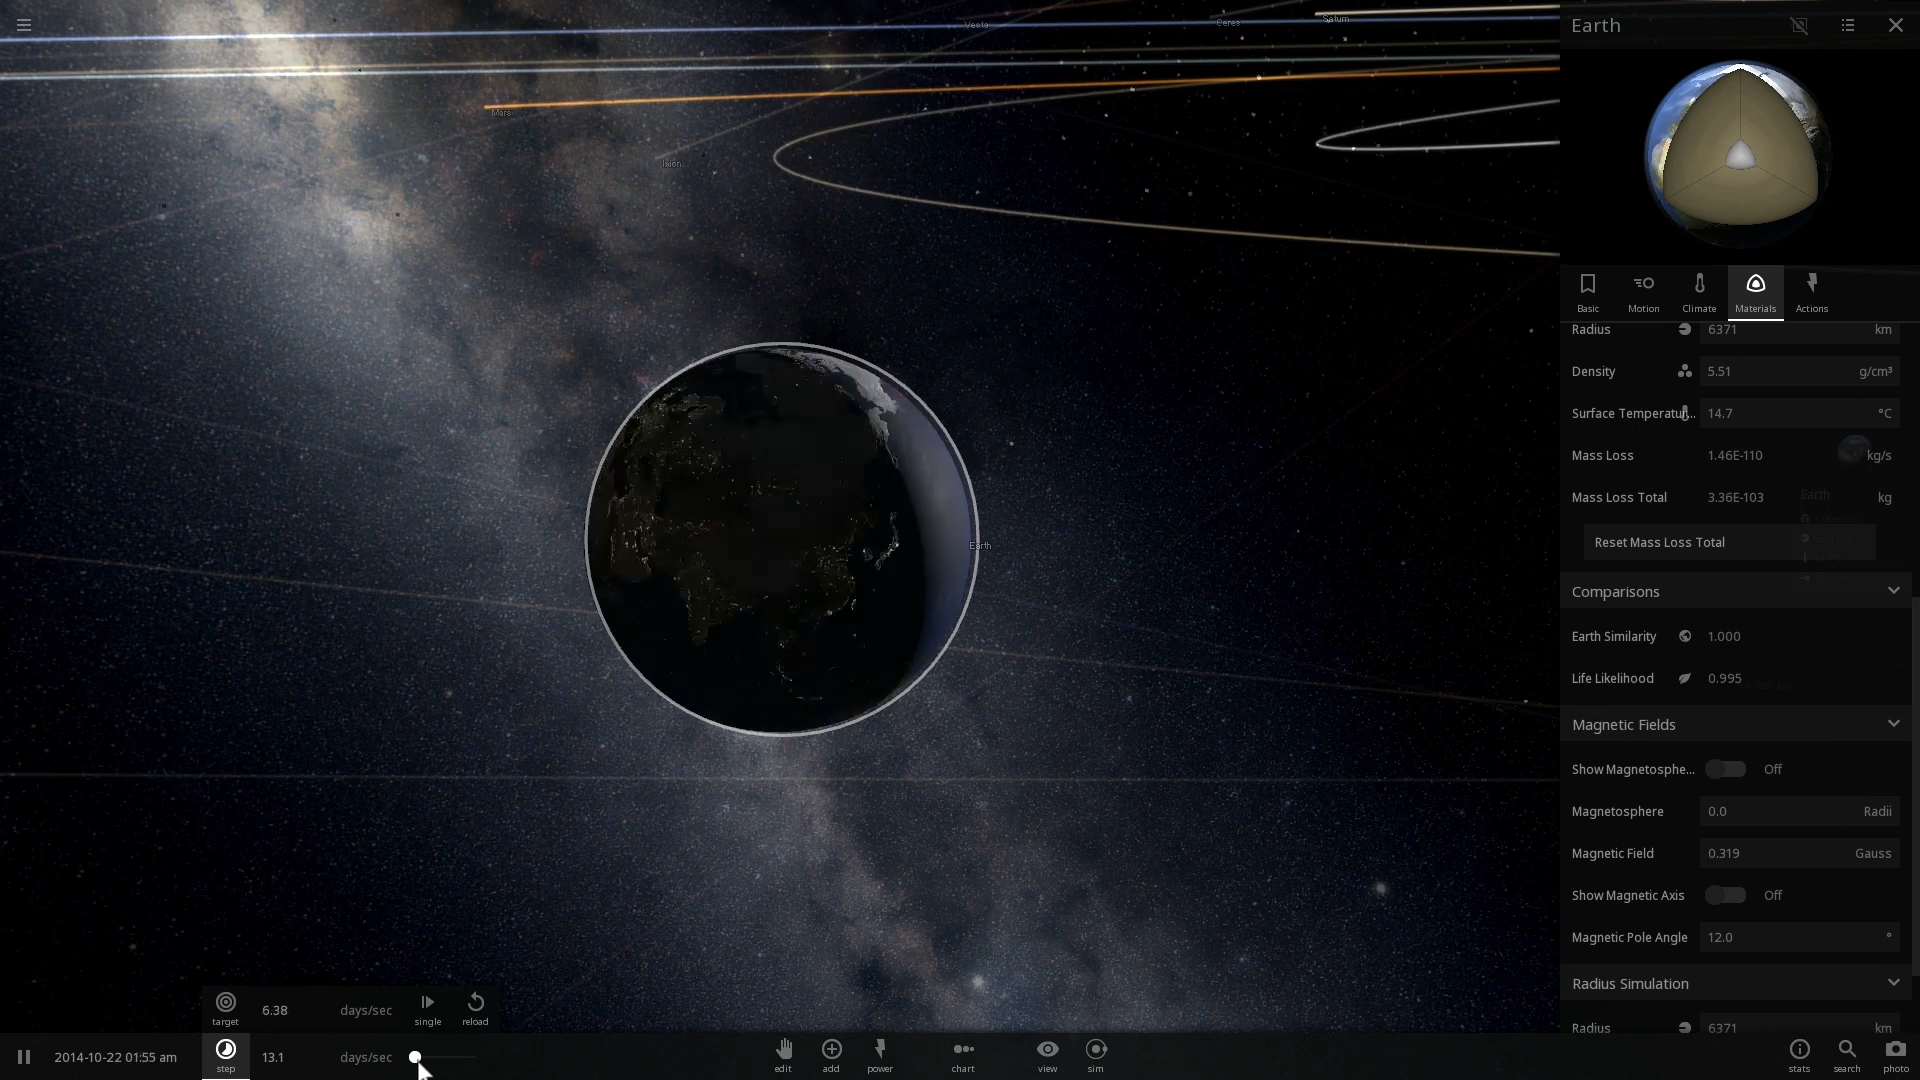 Vesta
Ceres
Saturn
Mars
Ixion
Earth
Earth
Basic
Motion
Climate
Materials
Actions
Radius 6371 km
Density 5.51 g/cm³
Surface Temperatur... 14.7 °C
Mass Loss 1.46E-110 kg/s
Mass Loss Total 3.36E-103 kg
Earth
Reset Mass Loss Total
Comparisons
Earth Similarity 1.000
Life Likelihood 0.995
Magnetic Fields
Show Magnetosphe... Off
Magnetosphere 0.0 Radii
Magnetic Field 0.319 Gauss
Show Magnetic Axis Off
Magnetic Pole Angle 12.0 °
Radius Simulation
Radius 6371 km
target 6.38 days/sec single reload
2014-10-22 01:55 am step 13.1 days/sec
edit add power chart view sim
stats search photo